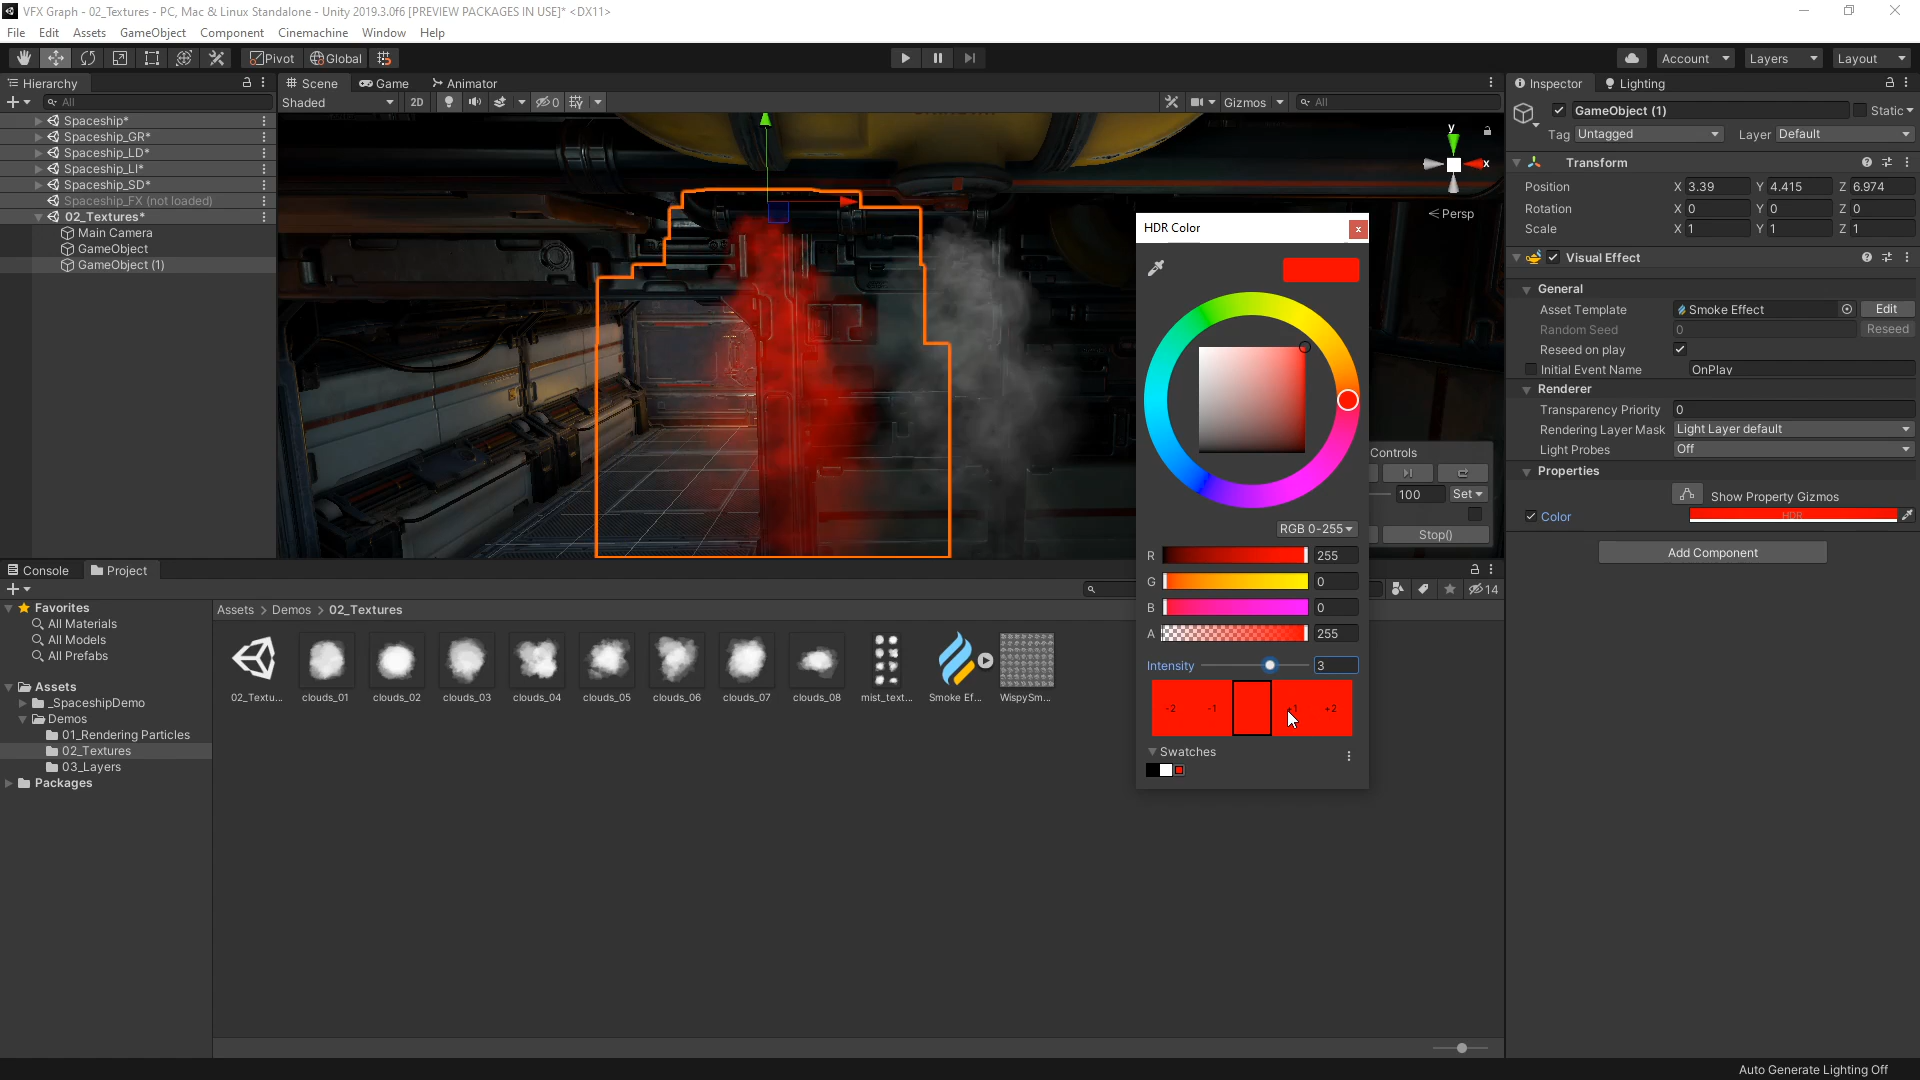 VFX Graph - 02_Textures - PC, Mac & Linux Standalone - Unity 2019.3.0f6 [PREVIEW PACKAGES IN USE]* <DX11>
File Edit Assets GameObject Component Cinemachine Window Help
Pivot Global Account Layers Layout
Hierarchy
All
Spaceship*
Spaceship_GR*
Spaceship_LD*
Spaceship_LI*
Spaceship_SD*
Spaceship_FX (not loaded)
02_Textures*
Main Camera
GameObject
GameObject (1)
Scene Game Animator
Shaded 2D 0 Gizmos All
y
x
Persp
Controls
100 Set
Stop()
HDR Color
RGB 0-255
R 255
G 0
B 0
A 255
Intensity 3
-2 -1 +1 +2
Swatches
Inspector Lighting
GameObject (1) Static
Tag Untagged Layer Default
Transform
Position X 3.39 Y 4.415 Z 6.974
Rotation X 0 Y 0 Z 0
Scale X 1 Y 1 Z 1
Visual Effect
General
Asset Template Smoke Effect Edit
Random Seed 0 Reseed
Reseed on play
Initial Event Name OnPlay
Renderer
Transparency Priority 0
Rendering Layer Mask Light Layer default
Light Probes Off
Properties
Show Property Gizmos
Color HDR
Add Component
Console Project
14
Favorites
All Materials
All Models
All Prefabs
Assets
_SpaceshipDemo
Demos
01_Rendering Particles
02_Textures
03_Layers
Packages
Assets > Demos > 02_Textures
02_Textu... clouds_01 clouds_02 clouds_03 clouds_04 clouds_05 clouds_06 clouds_07 clouds_08 mist_text... Smoke Ef... WispySm...
Auto Generate Lighting Off